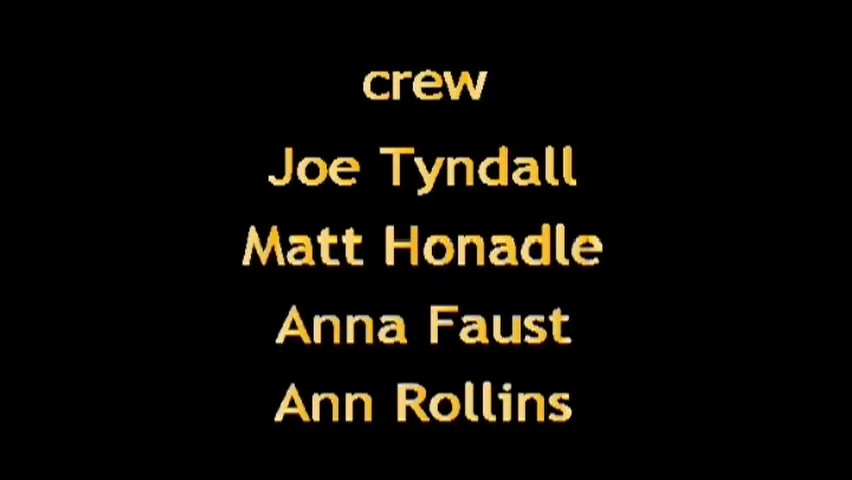 crew
Joe Tyndall
Matt Honadle
Anna Faust
Ann Rollins